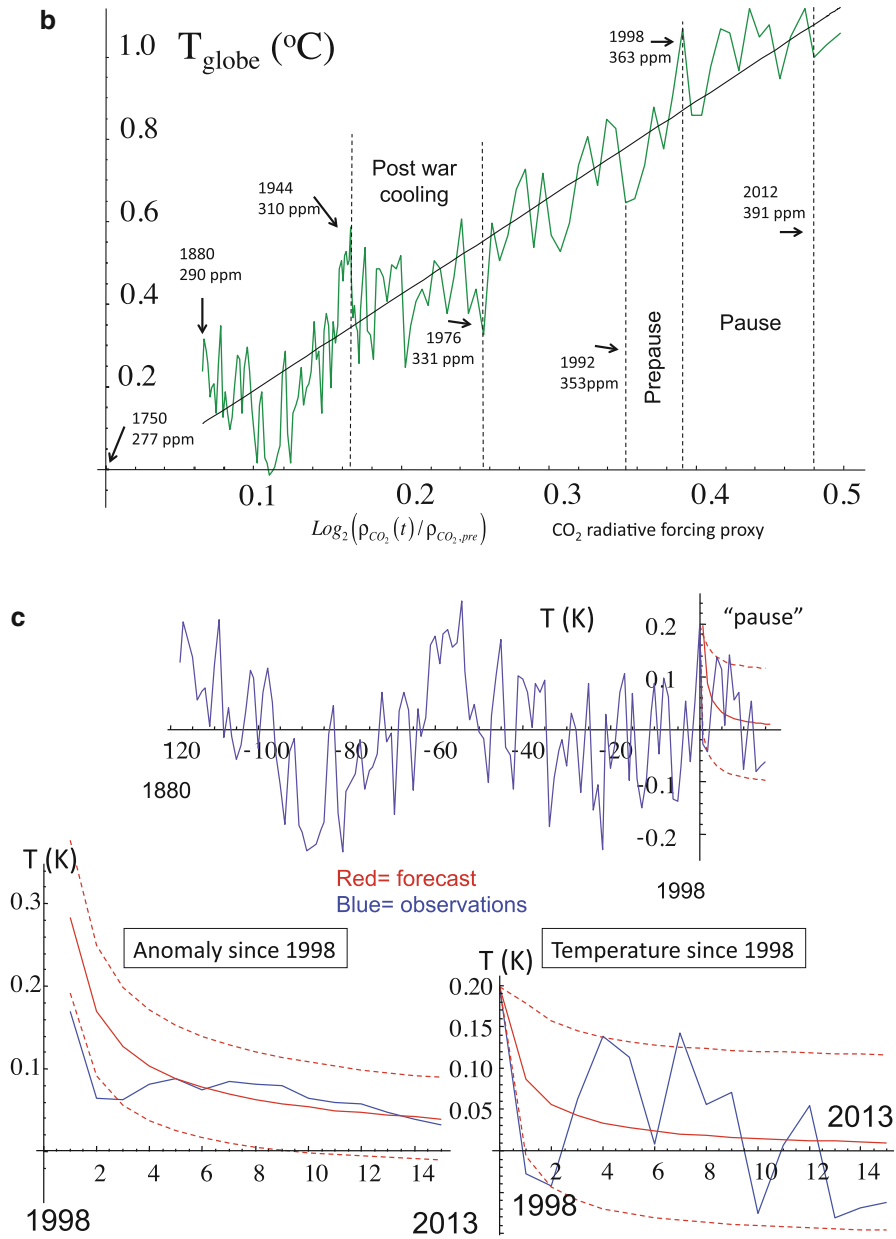 b
T_globe (°C)
1.0
0.8
0.6
0.4
0.2
1998
363 ppm
Post war
cooling
1944
310 ppm
2012
391 ppm
1880
290 ppm
1976
331 ppm
1992
353ppm
Prepause
Pause
1750
277 ppm
0.1 0.2 0.3 0.4 0.5
Log₂(ρ_CO₂(t)/ρ_CO₂,pre) CO₂ radiative forcing proxy
c
T (K) "pause"
0.2
0.1
120 -100 -80 -60 -40 -20
-0.1
-0.2
1880
1998
Red= forecast
Blue= observations
T (K)
Anomaly since 1998
0.3
0.2
0.1
2 4 6 8 10 12 14
1998 2013
T (K)
Temperature since 1998
0.20
0.15
0.10
0.05
2013
2 4 6 8 10 12 14
1998